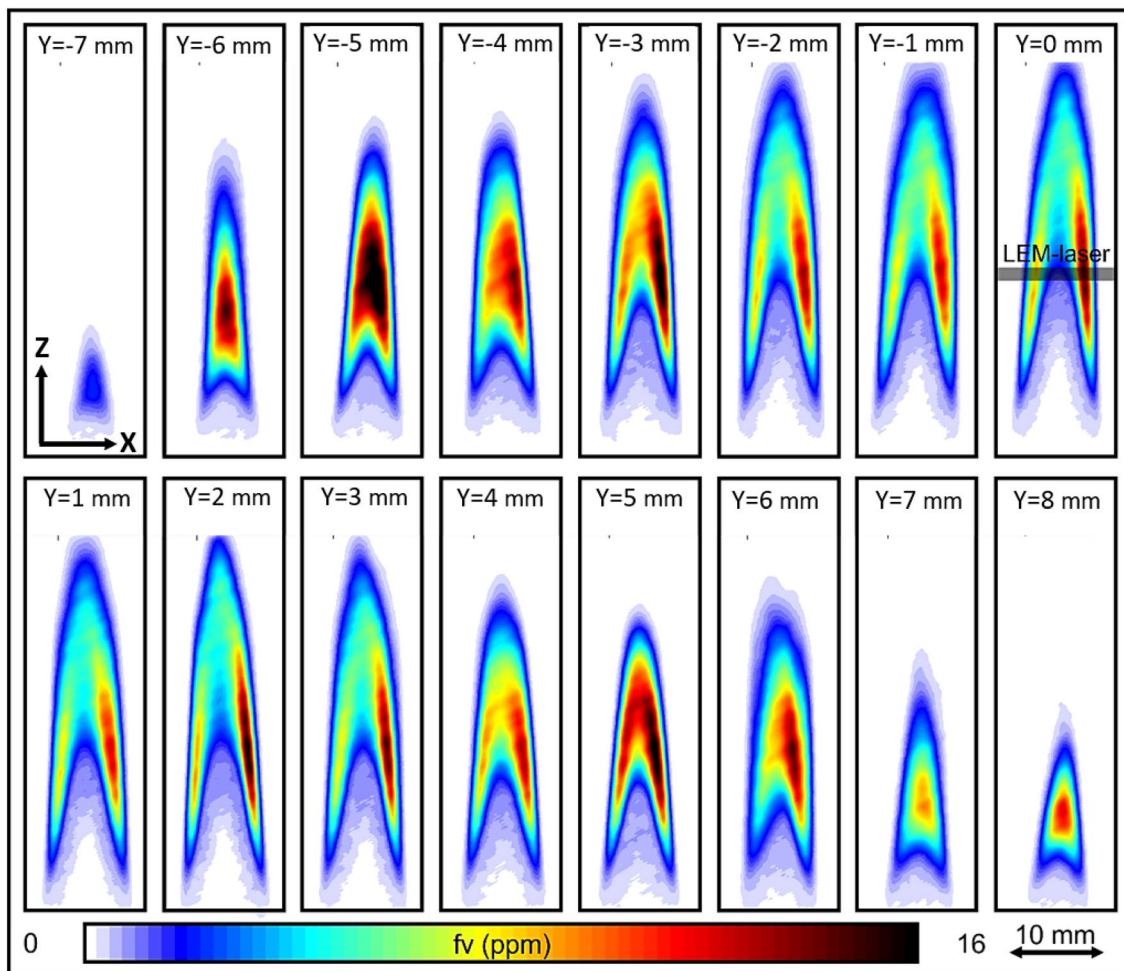 Y=-7 mm
Y=-6 mm
Y=-5 mm
Y=-4 mm
Y=-3 mm
Y=-2 mm
Y=-1 mm
Y=0 mm
LEM-laser
Z
X
Y=1 mm
Y=2 mm
Y=3 mm
Y=4 mm
Y=5 mm
Y=6 mm
Y=7 mm
Y=8 mm
0 fv (ppm) 16 10 mm